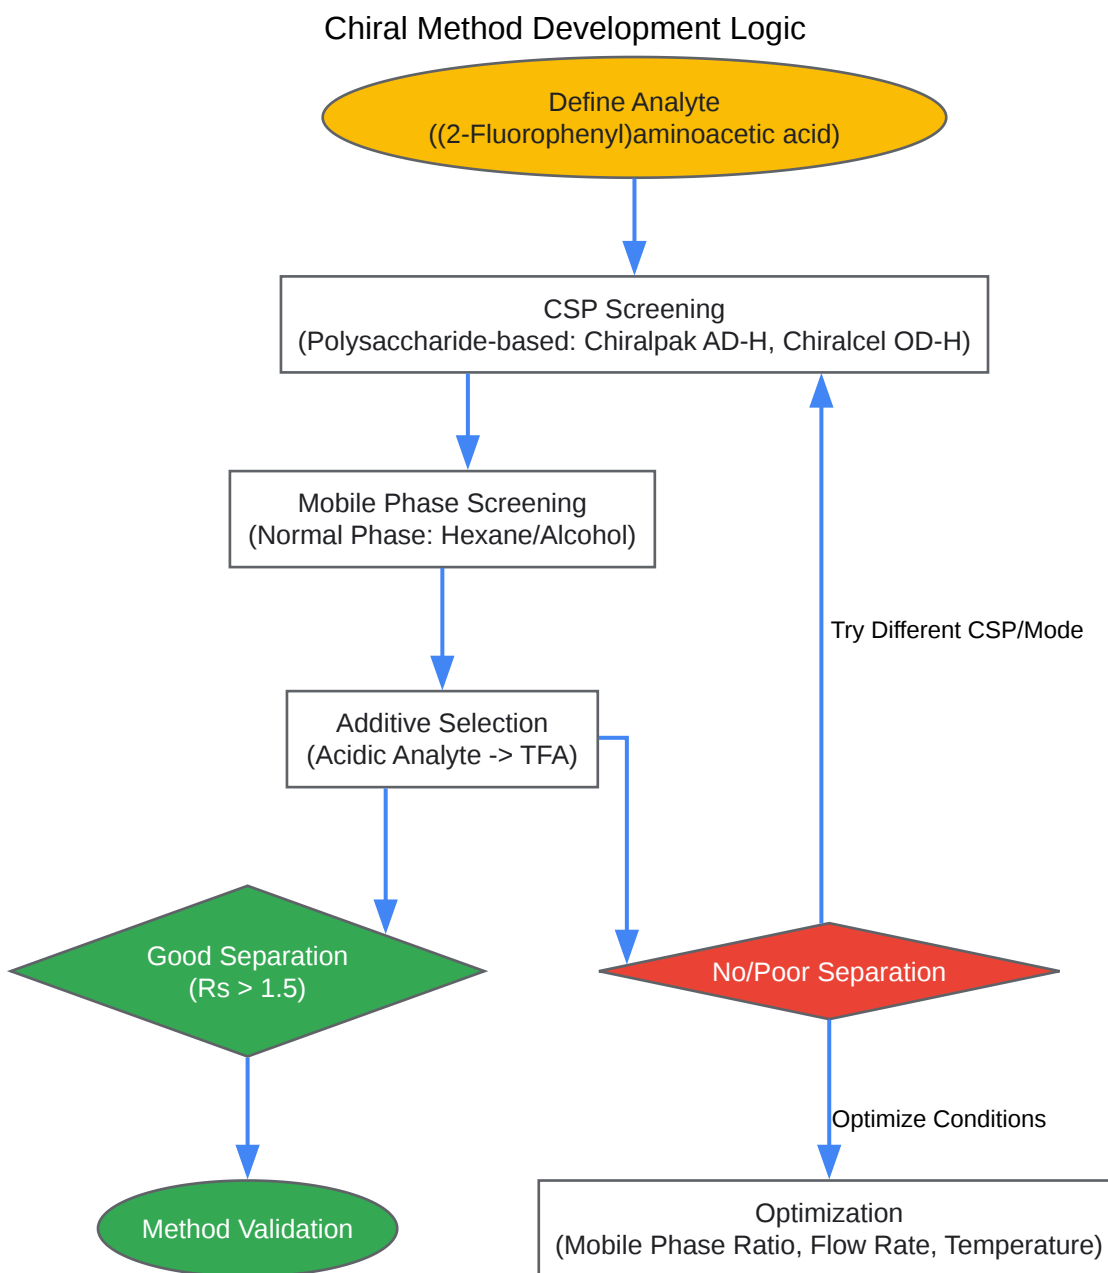 Chiral Method Development Logic
Define Analyte
((2-Fluorophenyl)aminoacetic acid)
CSP Screening
(Polysaccharide-based: Chiralpak AD-H, Chiralcel OD-H)
Mobile Phase Screening
(Normal Phase: Hexane/Alcohol)
Try Different CSP/Mode
Additive Selection
(Acidic Analyte -> TFA)
Good Separation
(Rs > 1.5)
No/Poor Separation
Optimize Conditions
Method Validation
Optimization
(Mobile Phase Ratio, Flow Rate, Temperature)